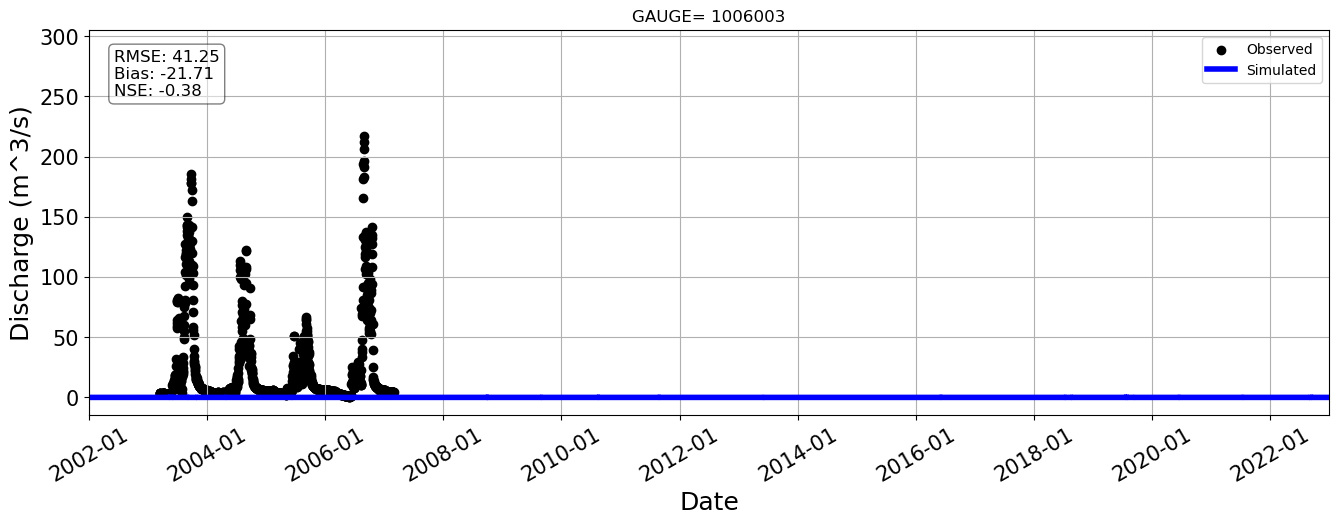 GAUGE= 1006003
RMSE: 41.25
Bias: -21.71
NSE: -0.38
Observed
Simulated
300
250
200
150
100
50
0
Discharge (m^3/s)
2002-01
2004-01
2006-01
2008-01
2010-01
2012-01
2014-01
2016-01
2018-01
2020-01
2022-01
Date